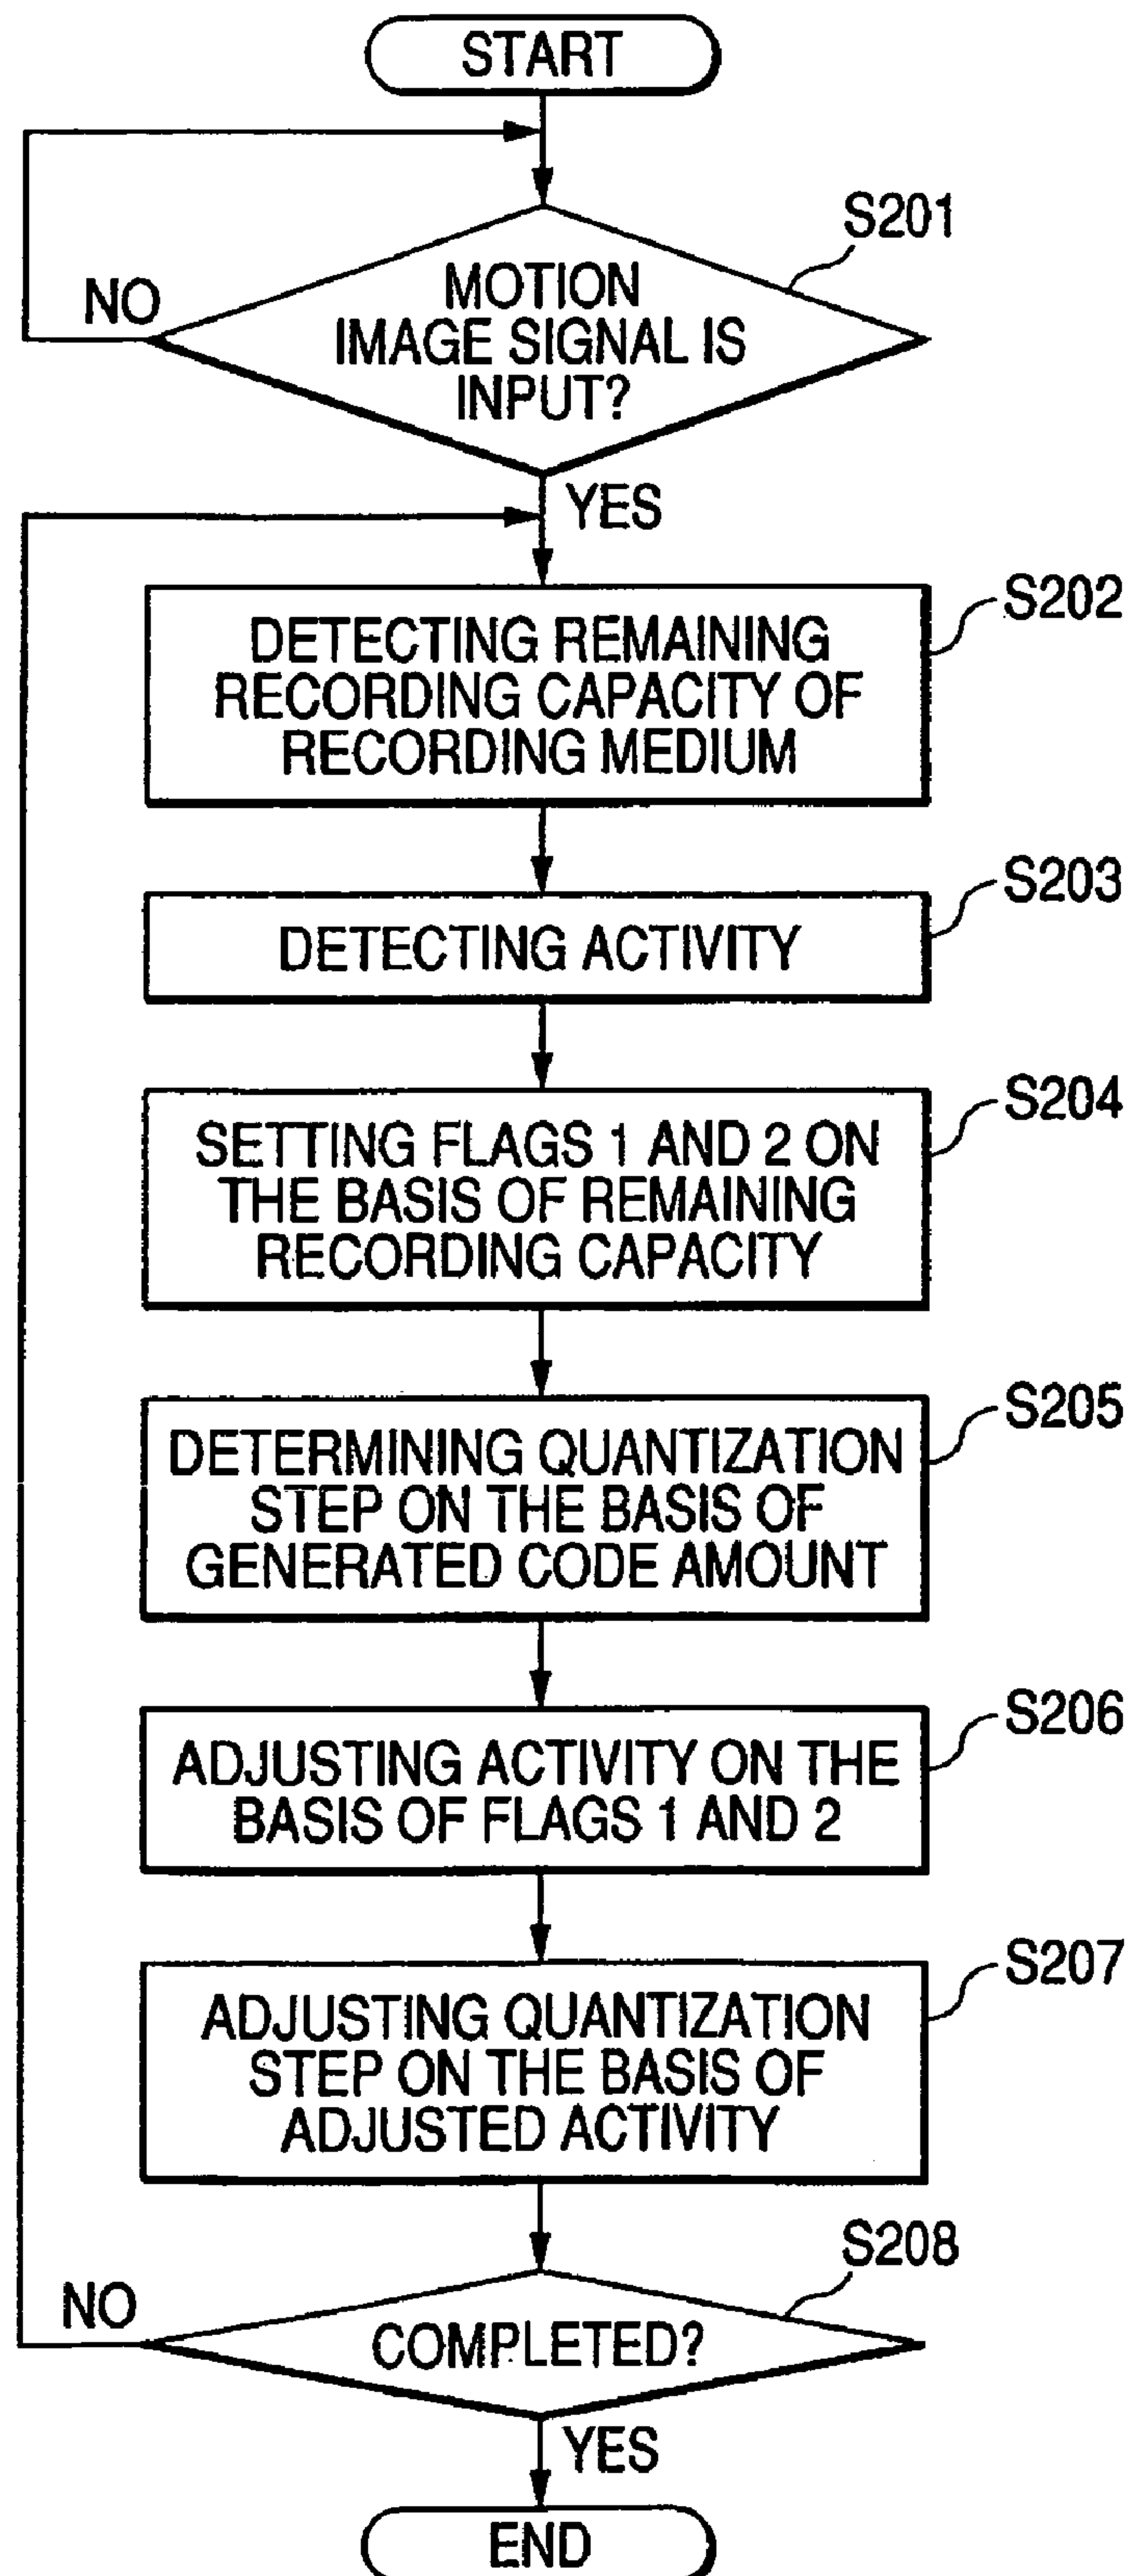 START
S201
MOTION
IMAGE SIGNAL IS
INPUT?
NO
YES
S202
DETECTING REMAINING
RECORDING CAPACITY OF
RECORDING MEDIUM
S203
DETECTING ACTIVITY
S204
SETTING FLAGS 1 AND 2 ON
THE BASIS OF REMAINING
RECORDING CAPACITY
S205
DETERMINING QUANTIZATION
STEP ON THE BASIS OF
GENERATED CODE AMOUNT
S206
ADJUSTING ACTIVITY ON THE
BASIS OF FLAGS 1 AND 2
S207
ADJUSTING QUANTIZATION
STEP ON THE BASIS OF
ADJUSTED ACTIVITY
S208
NO
COMPLETED?
YES
END